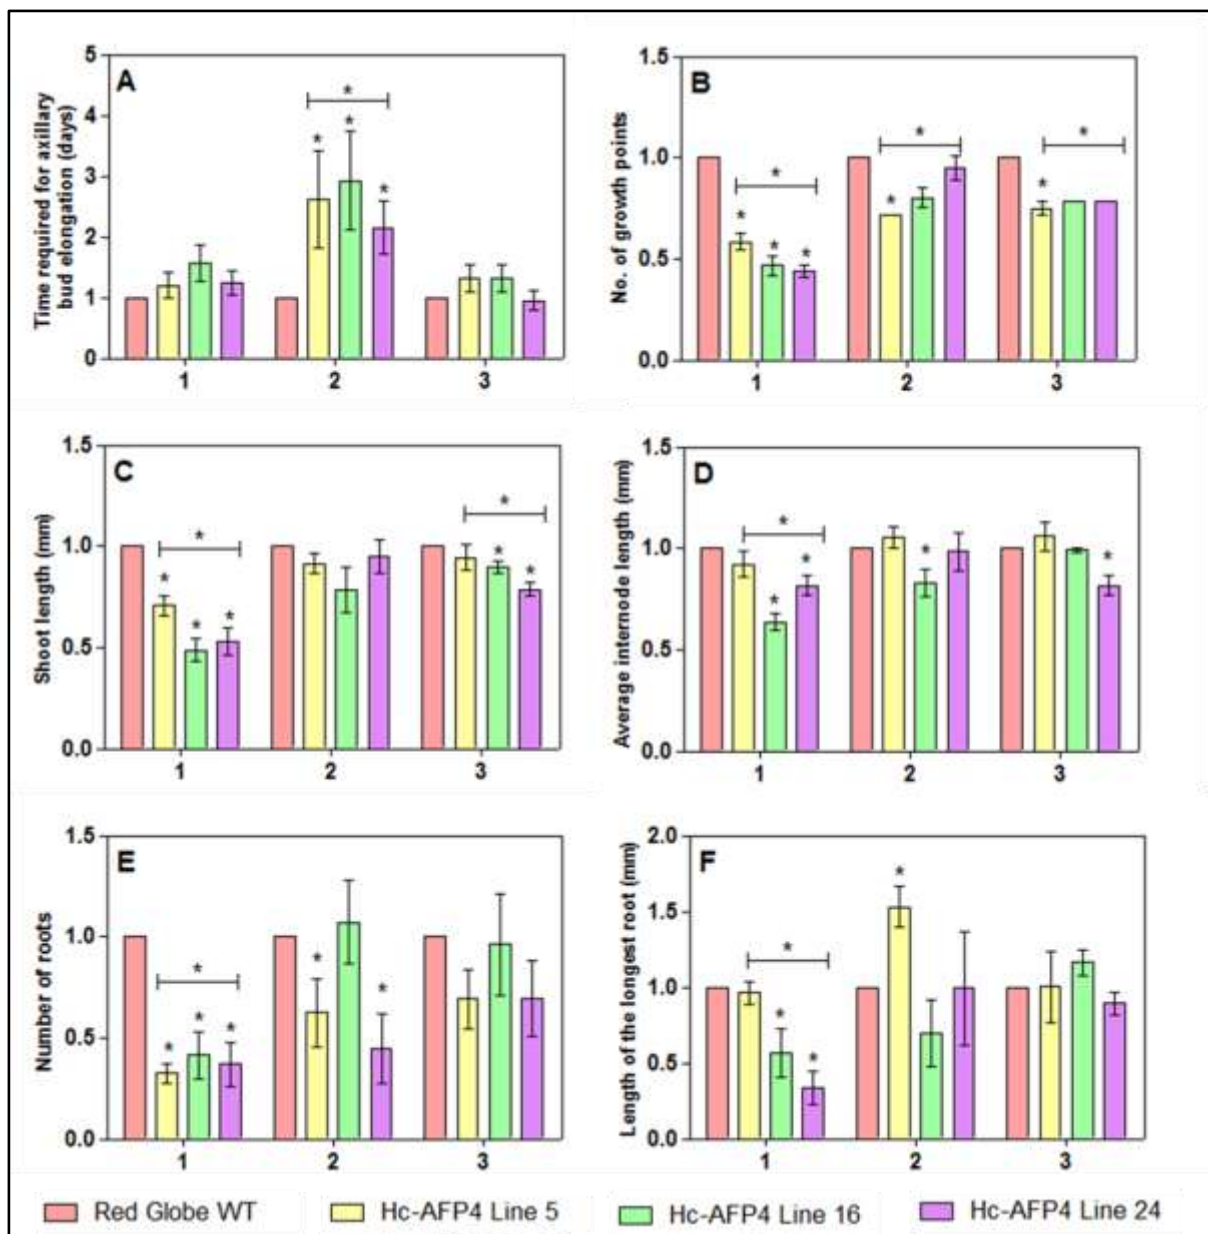 A
Time required for axillary
bud elongation (days)
5
4
3
2
1
0
*
* * *
1 2 3
B
No. of growth points
1.5
1.0
0.5
0.0
* * *
* * * * *
1 2 3
C
Shoot length (mm)
1.5
1.0
0.5
0.0
* *
* * * * *
1 2 3
D
Average internode length (mm)
1.5
1.0
0.5
0.0
*
* * * *
1 2 3
E
Number of roots
1.5
1.0
0.5
0.0
*
* * * * *
1 2 3
F
Length of the longest root (mm)
2.0
1.5
1.0
0.5
0.0
*
* * *
1 2 3
Red Globe WT Hc-AFP4 Line 5 Hc-AFP4 Line 16 Hc-AFP4 Line 24